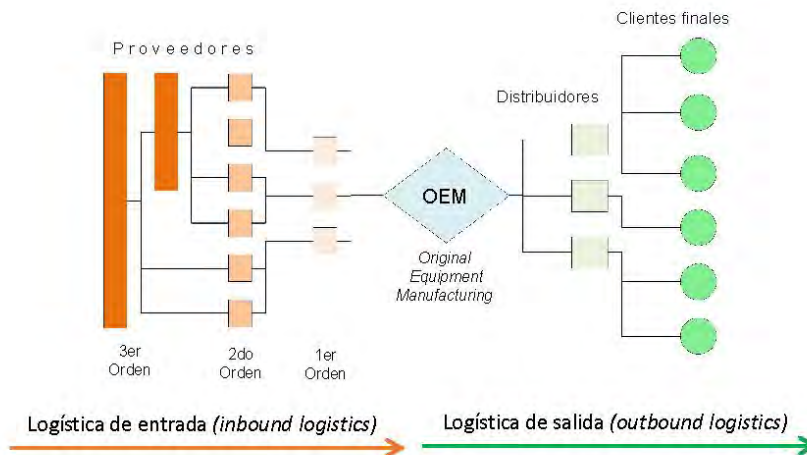 Clientes finales
Proveedores
Distribuidores
OEM
Original
Equipment
Manufacturing
3er
Orden
2do
Orden
1er
Orden
Logística de entrada (inbound logistics)
Logística de salida (outbound logistics)